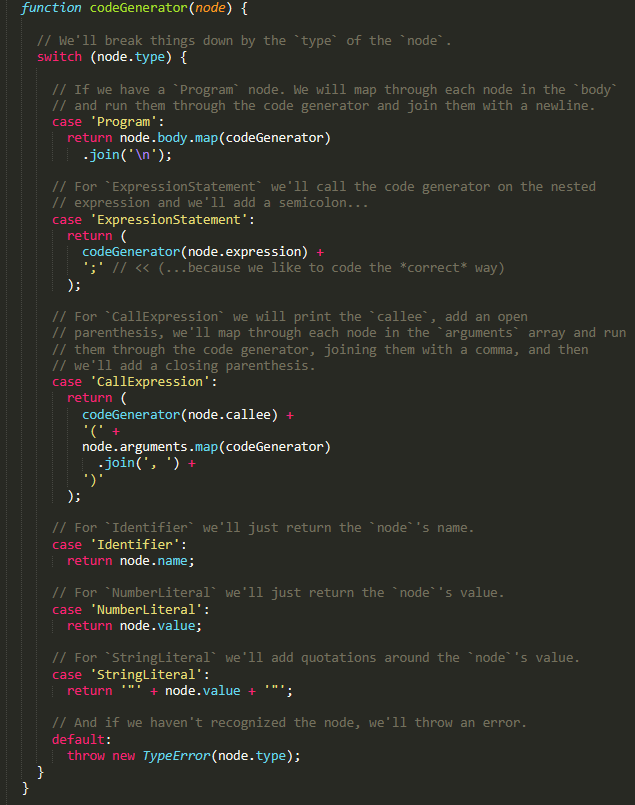 function codeGenerator(node) {
// We'll break things down by the `type` of the `node`.
switch (node.type) {
// If we have a `Program` node. We will map through each node in the `body`
// and run them through the code generator and join them with a newline.
case 'Program':
return node.body.map(codeGenerator)
.join('\n');
// For `ExpressionStatement` we'll call the code generator on the nested
// expression and we'll add a semicolon...
case 'ExpressionStatement':
return (
codeGenerator(node.expression) +
';' // << (...because we like to code the *correct* way)
);
// For `CallExpression` we will print the `callee`, add an open
// parenthesis, we'll map through each node in the `arguments` array and run
// them through the code generator, joining them with a comma, and then
// we'll add a closing parenthesis.
case 'CallExpression':
return (
codeGenerator(node.callee) +
'(' +
node.arguments.map(codeGenerator)
.join(', ') +
')'
);
// For `Identifier` we'll just return the `node`'s name.
case 'Identifier':
return node.name;
// For `NumberLiteral` we'll just return the `node`'s value.
case 'NumberLiteral':
return node.value;
// For `StringLiteral` we'll add quotations around the `node`'s value.
case 'StringLiteral':
return '"' + node.value + '"';
// And if we haven't recognized the node, we'll throw an error.
default:
throw new TypeError(node.type);
}
}